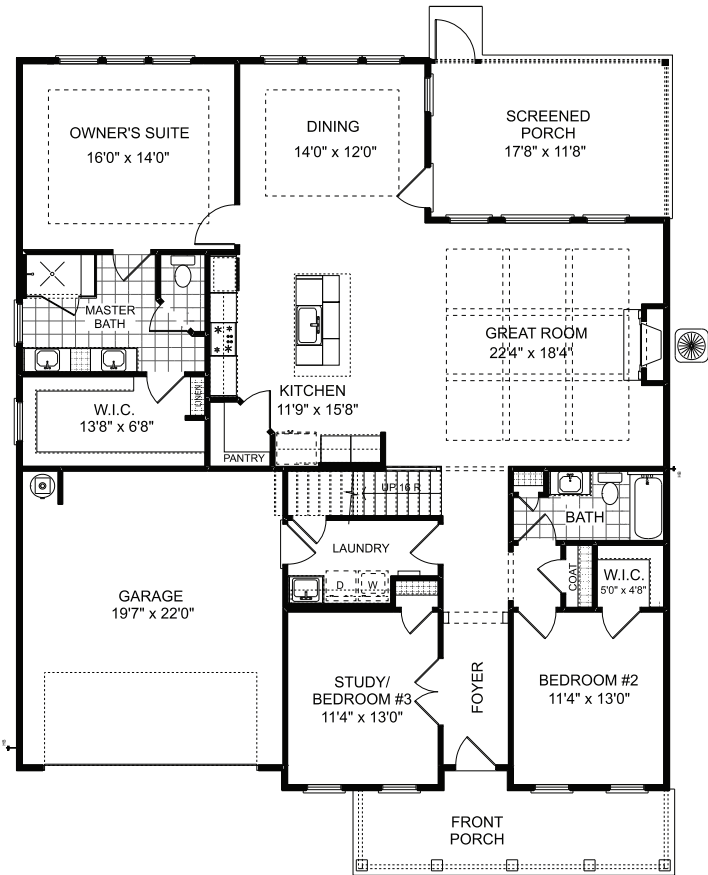 OWNER'S SUITE
16'0" x 14'0"
DINING
14'0" x 12'0"
SCREENED
PORCH
17'8" x 11'8"
MASTER
BATH
GREAT ROOM
22'4" x 18'4"
KITCHEN
11'9" x 15'8"
LINEN
W.I.C.
13'8" x 6'8"
PANTRY
UP 16 R
BATH
LAUNDRY
D
W
COAT
W.I.C.
5'0" x 4'8"
GARAGE
19'7" x 22'0"
STUDY/
BEDROOM #3
11'4" x 13'0"
FOYER
BEDROOM #2
11'4" x 13'0"
FRONT
PORCH